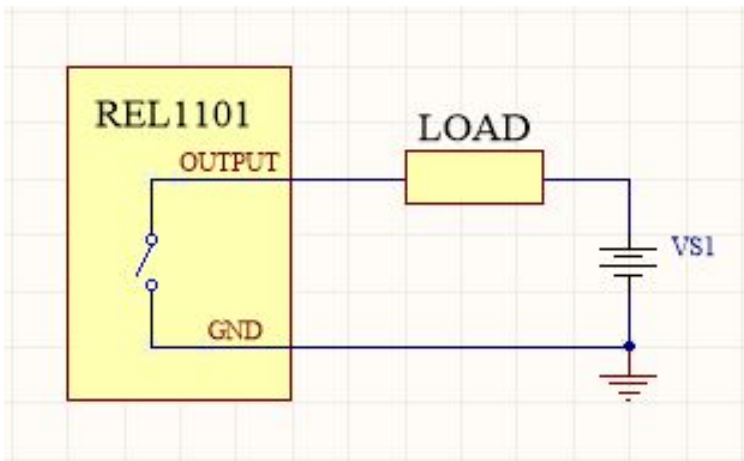 REL1101
LOAD
OUTPUT
VS1
GND